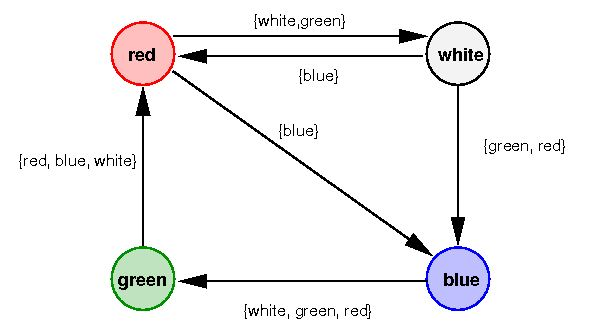 {white,green}
red
white
{blue}
{blue}
{green, red}
{red, blue, white}
green
blue
{white, green, red}